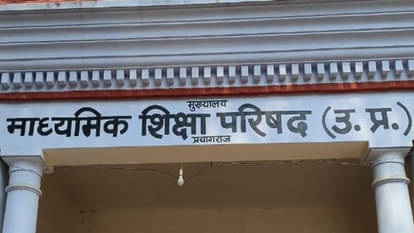 मुख्यालय
माध्यमिक शिक्षा परिषद (उ. प्र.)
प्रयागराज